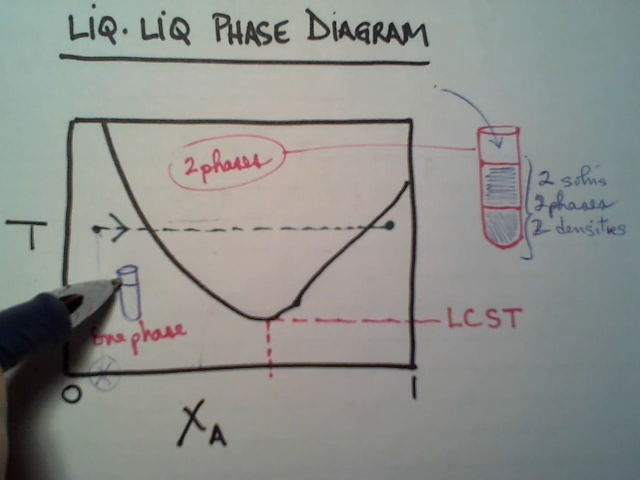 LIQ. LIQ PHASE DIAGRAM
2 phases
2 solns
2 phases
2 densities
T
one phase
LCST
0
1
XA